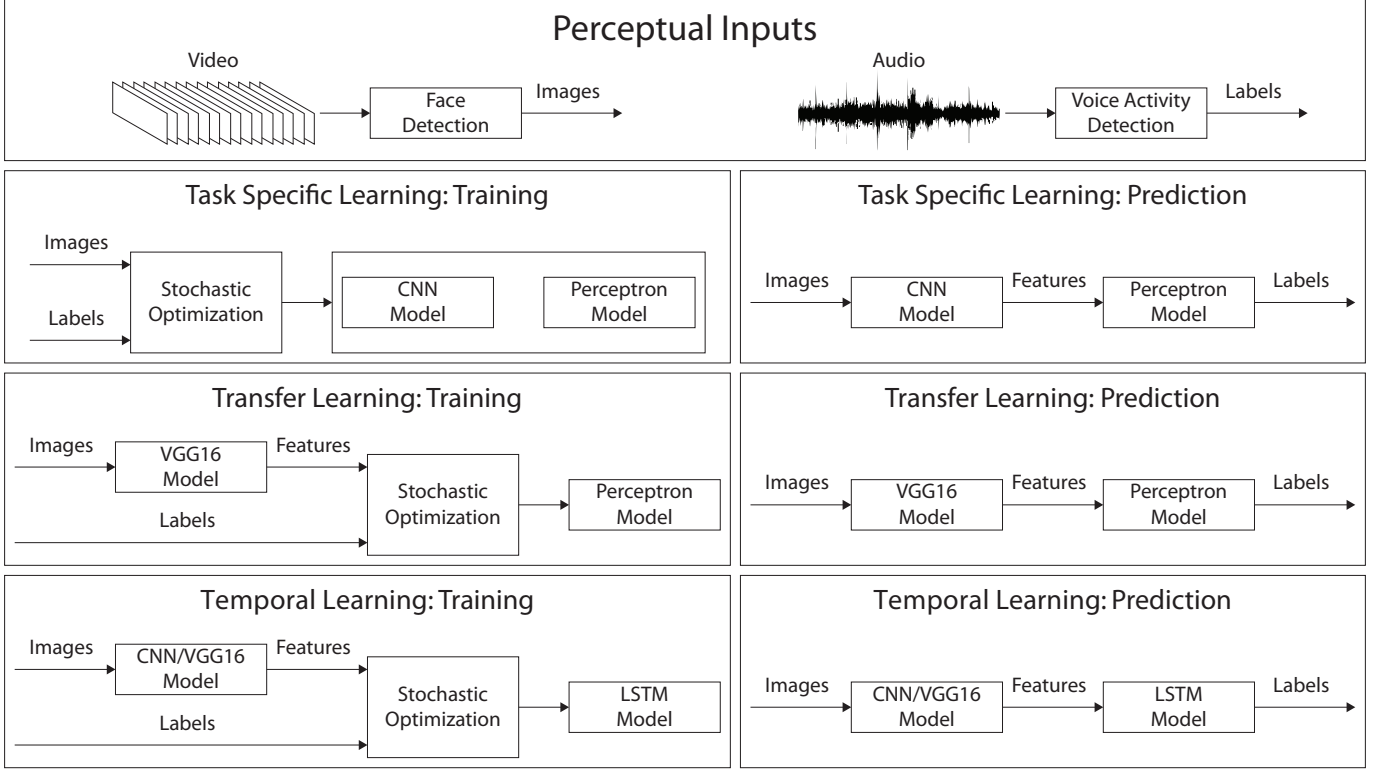 Perceptual Inputs
Video
Face
Detection
Images
Audio
Voice Activity
Detection
Labels
Task Specific Learning: Training
Images
Labels
Stochastic
Optimization
CNN
Model
Perceptron
Model
Task Specific Learning: Prediction
Images
CNN
Model
Features
Perceptron
Model
Labels
Transfer Learning: Training
Images
VGG16
Model
Features
Labels
Stochastic
Optimization
Perceptron
Model
Transfer Learning: Prediction
Images
VGG16
Model
Features
Perceptron
Model
Labels
Temporal Learning: Training
Images
CNN/VGG16
Model
Features
Labels
Stochastic
Optimization
LSTM
Model
Temporal Learning: Prediction
Images
CNN/VGG16
Model
Features
LSTM
Model
Labels